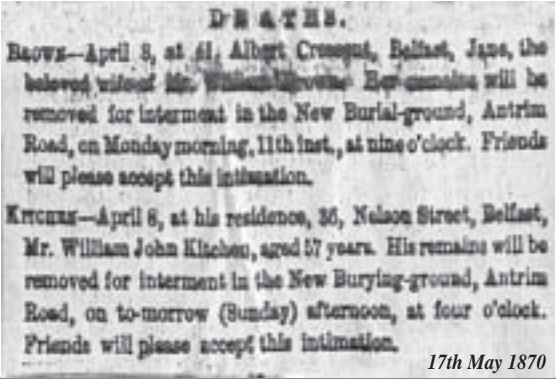 DEATHS.
BROWN—April 8, at 41, Albert Crescent, Belfast, Jane, the
beloved wife of Mr. William Her remains will be
removed for interment in the New Burial-ground, Antrim
Road, on Monday morning, 11th inst., at nine o'clock. Friends
will please accept this intimation.
KITCHEN—April 8, at his residence, 36, Nelson Street, Belfast,
Mr. William John Kitchen, aged 57 years. His remains will be
removed for interment in the New Burying-ground, Antrim
Road, on to-morrow (Sunday) afternoon, at four o'clock.
Friends will please accept this intimation.
17th May 1870